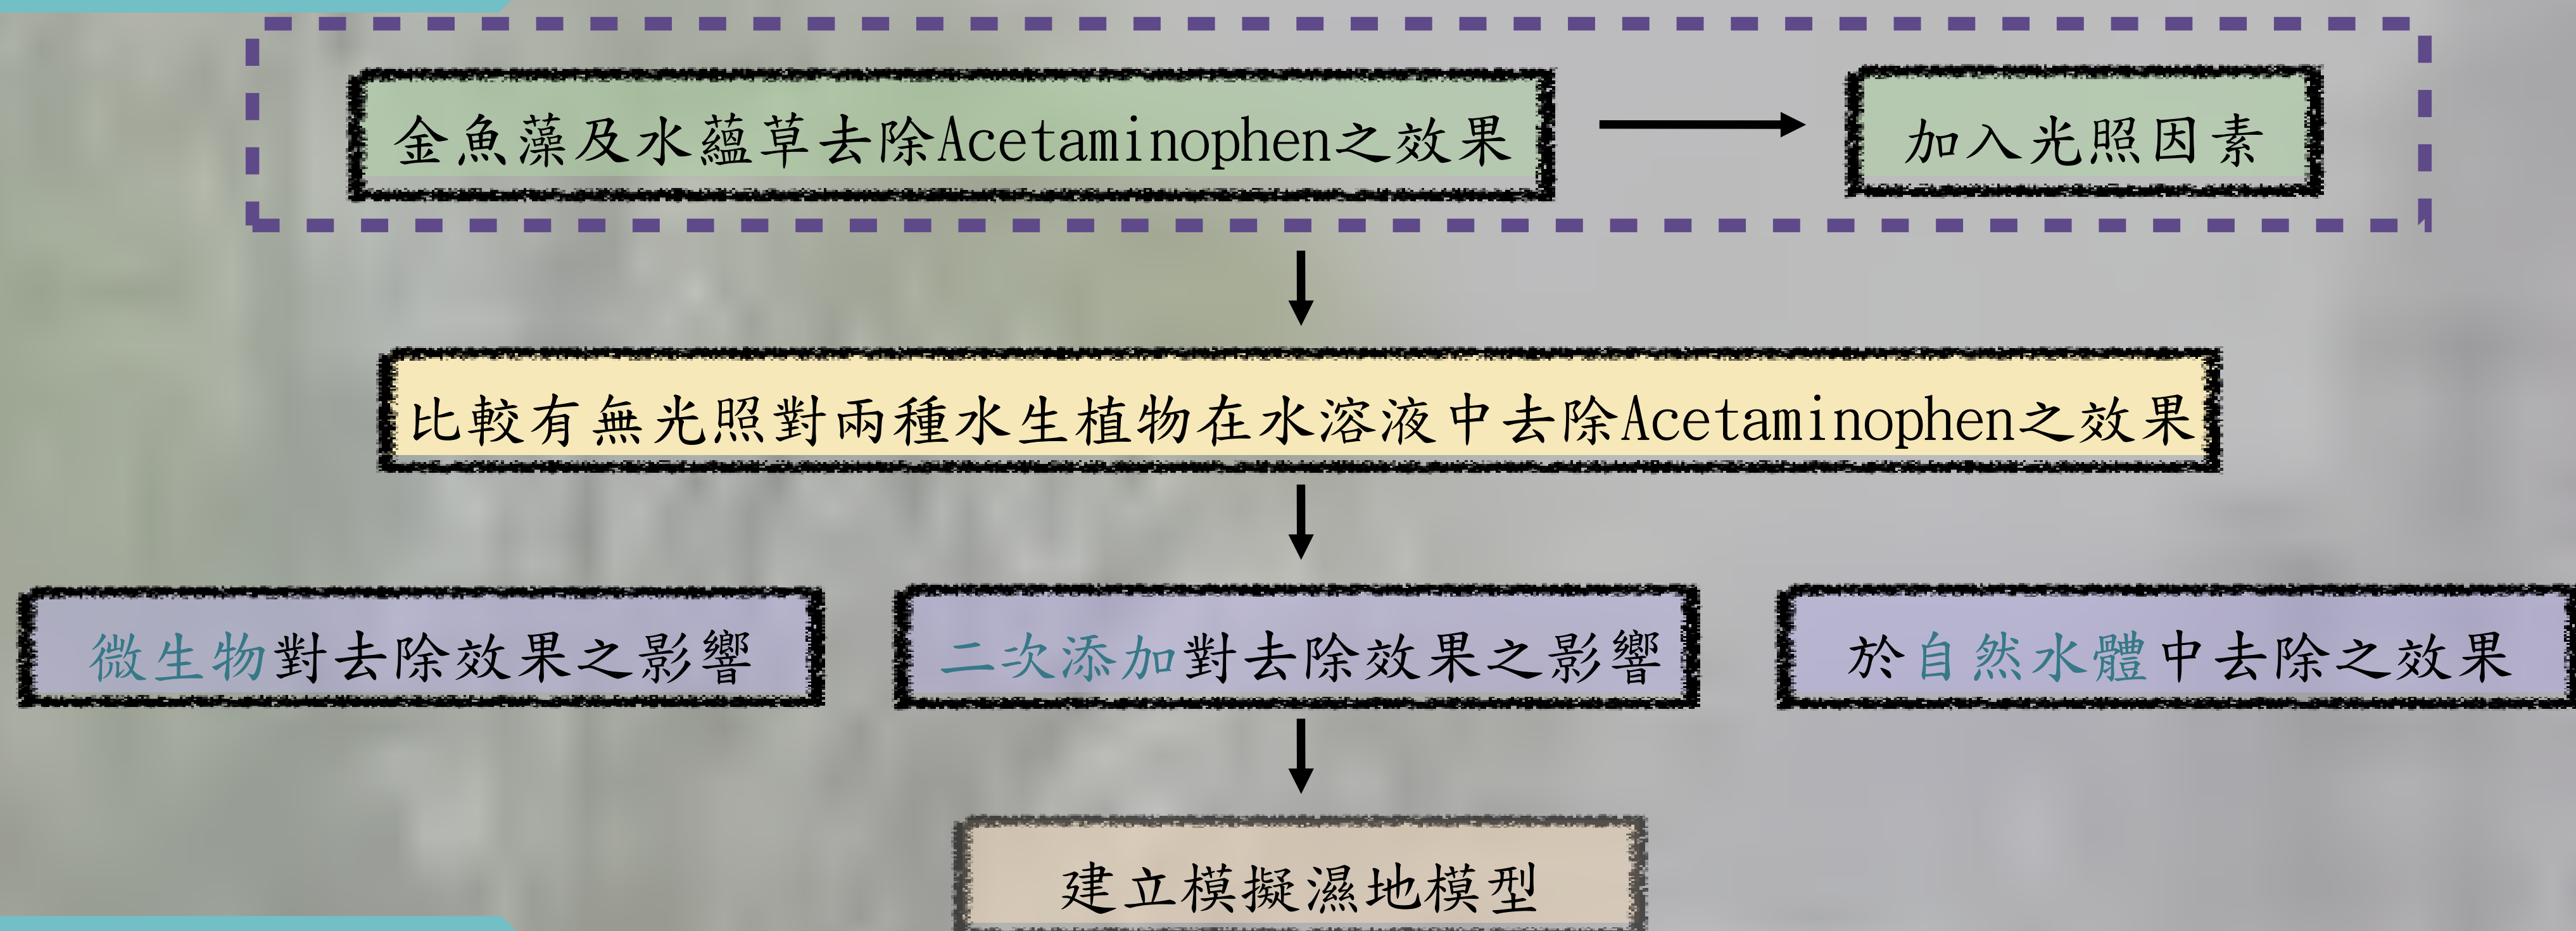 金魚藻及水蘊草去除Acetaminophen之效果
加入光照因素
比較有無光照對兩種水生植物在水溶液中去除Acetaminophen之效果
微生物對去除效果之影響
二次添加對去除效果之影響
於自然水體中去除之效果
建立模擬濕地模型